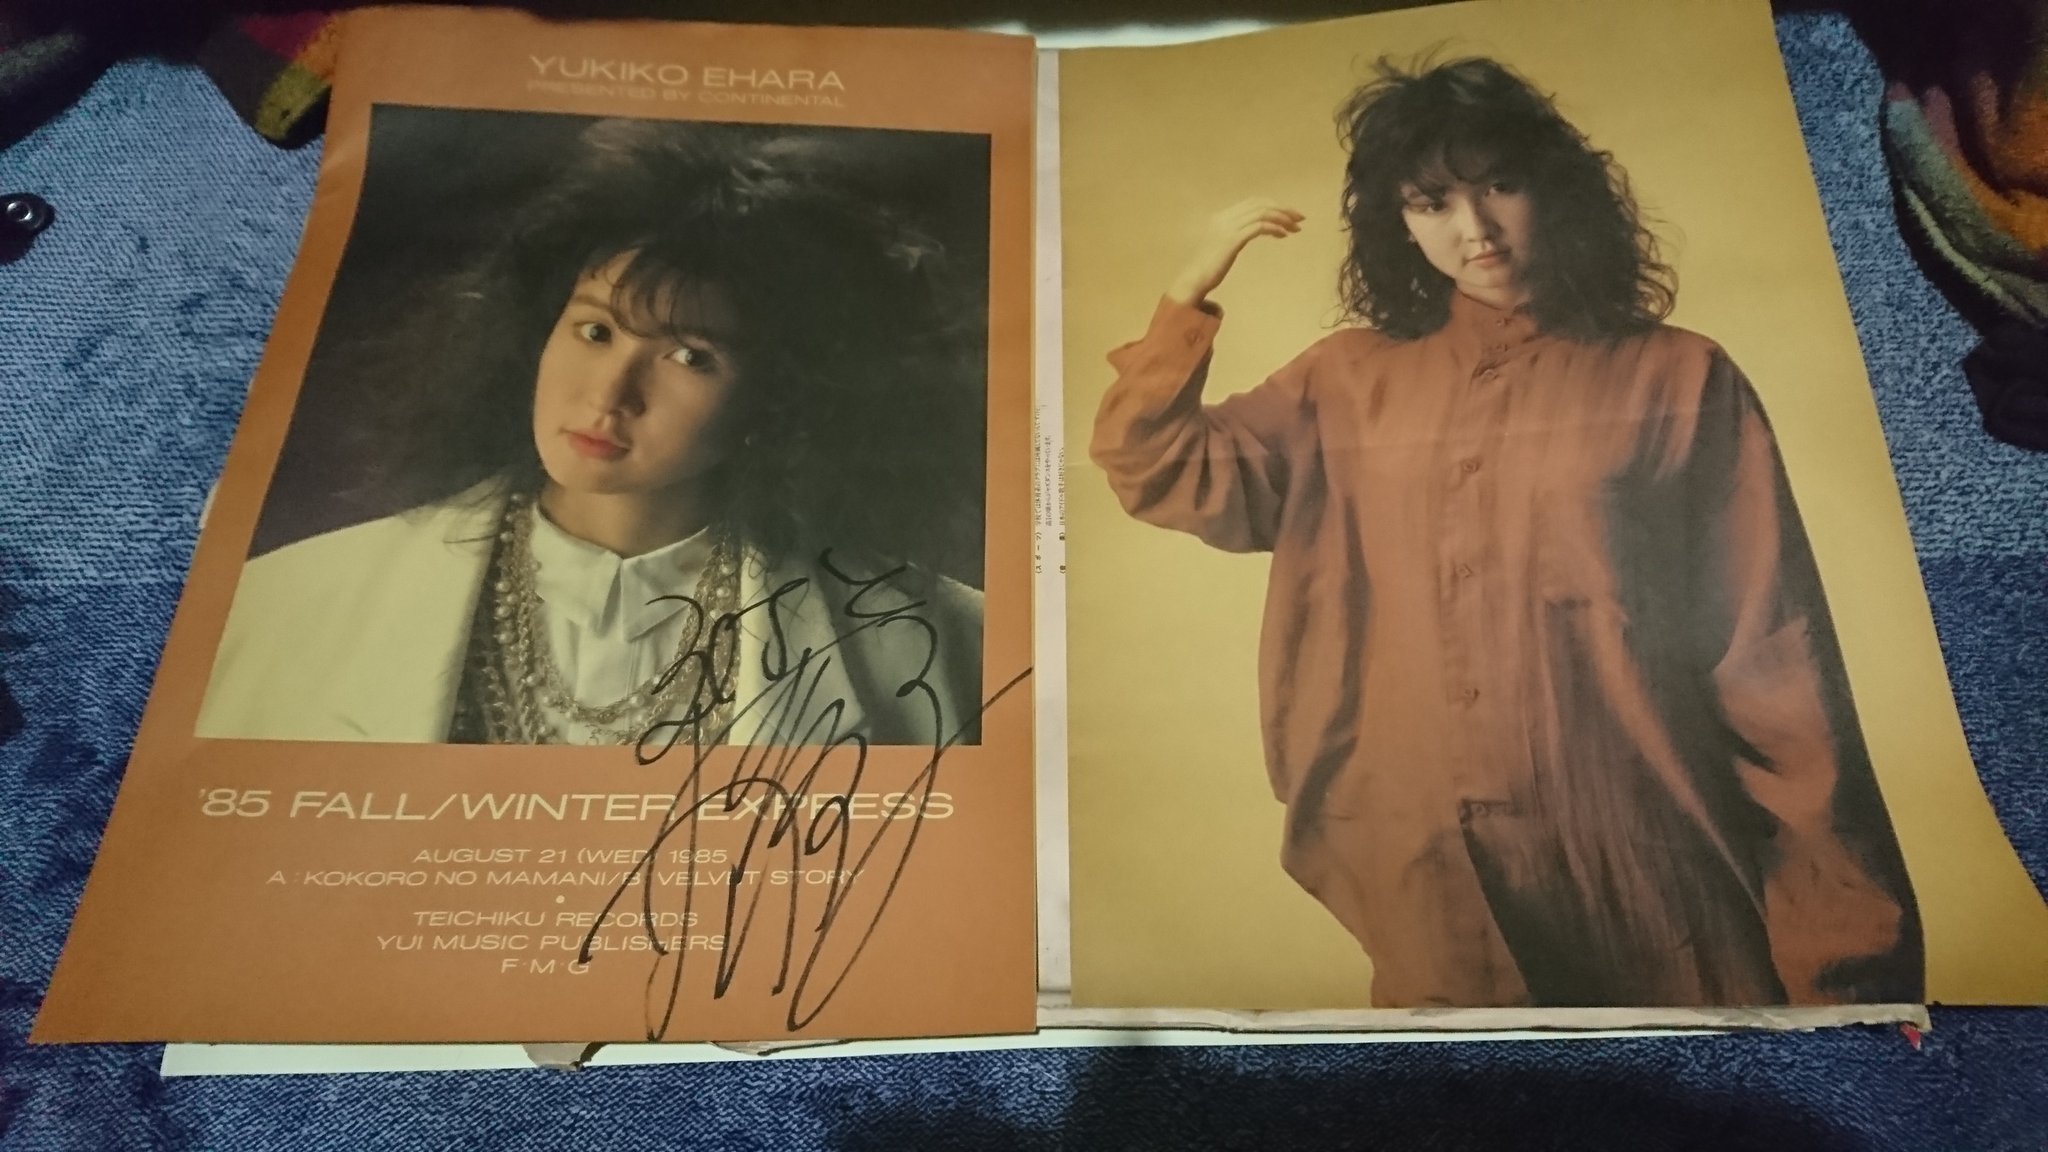 YUKIKO EHARA
PRESENTED BY CONTINENTAL
'85 FALL/WINTER EXPRESS
AUGUST 21 (WED) 1985
A : KOKORO NO MAMANI/B : VELVET STORY
•
TEICHIKU RECORDS
YUI MUSIC PUBLISHERS
F·M·G